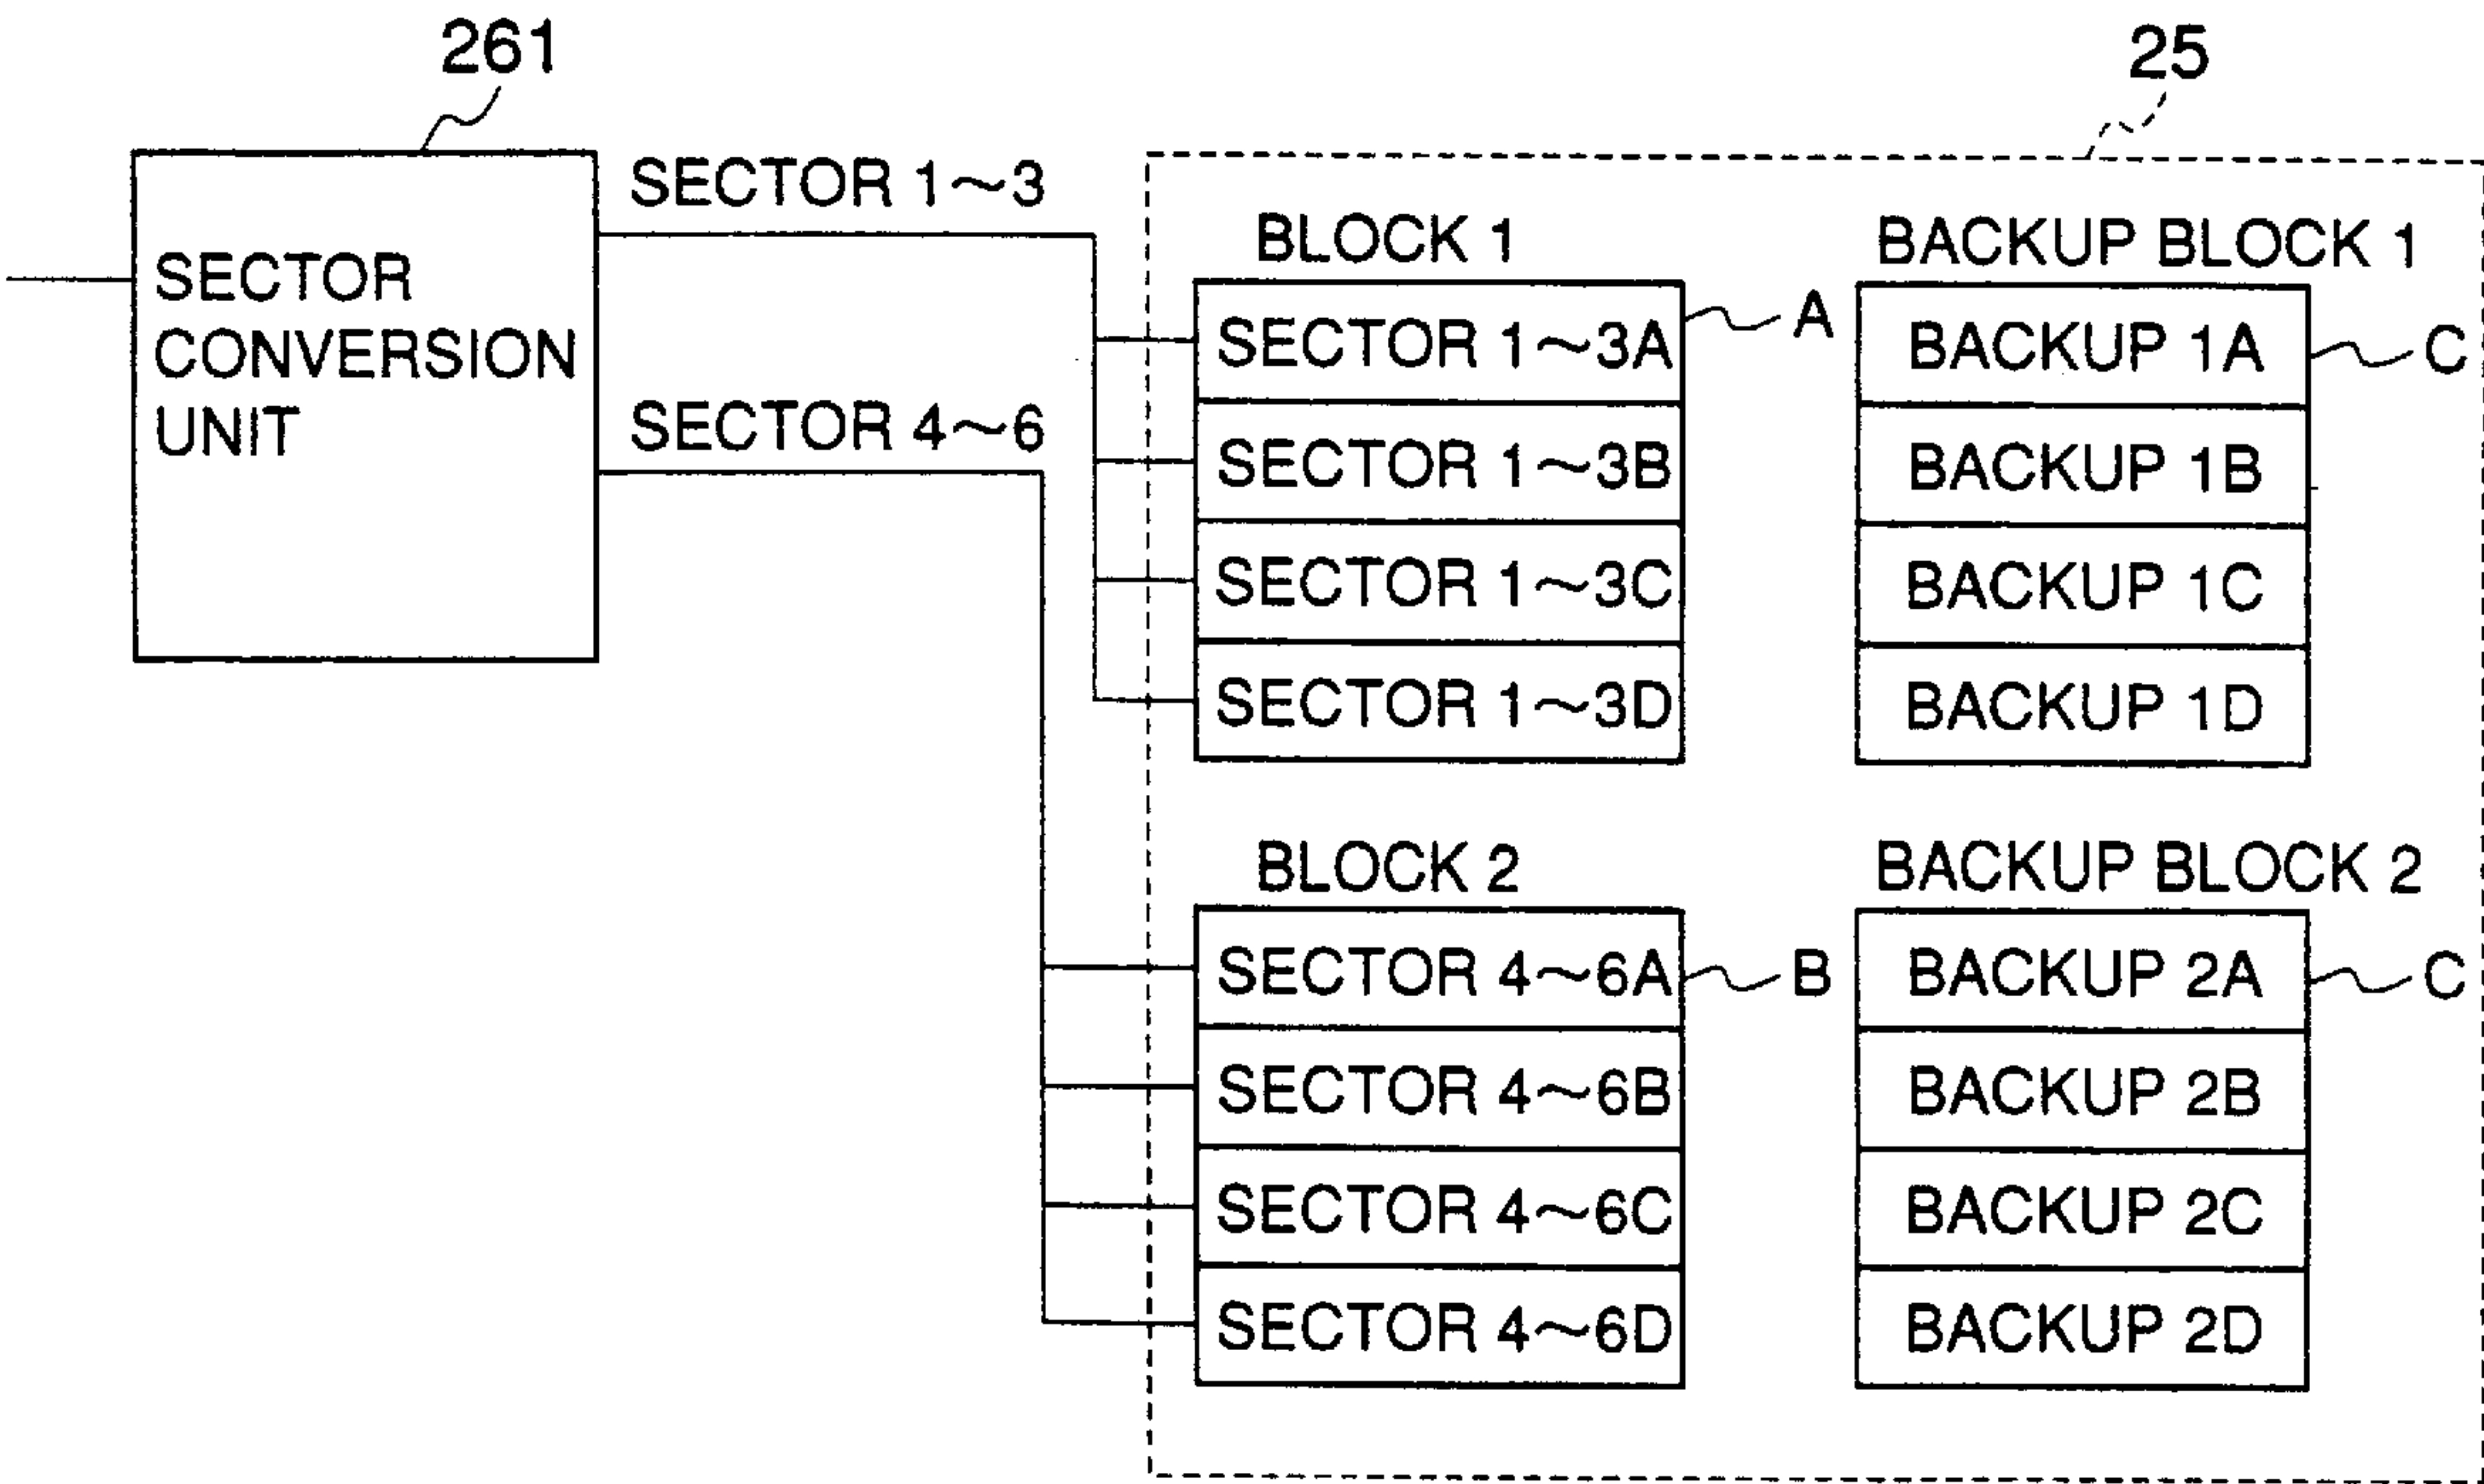 261
25
SECTOR 1~3
SECTOR 4~6
SECTOR
CONVERSION
UNIT
BLOCK 1
SECTOR 1~3A
A
SECTOR 1~3B
SECTOR 1~3C
SECTOR 1~3D
BACKUP BLOCK 1
BACKUP 1A
C
BACKUP 1B
BACKUP 1C
BACKUP 1D
BLOCK 2
SECTOR 4~6A
B
SECTOR 4~6B
SECTOR 4~6C
SECTOR 4~6D
BACKUP BLOCK 2
BACKUP 2A
C
BACKUP 2B
BACKUP 2C
BACKUP 2D